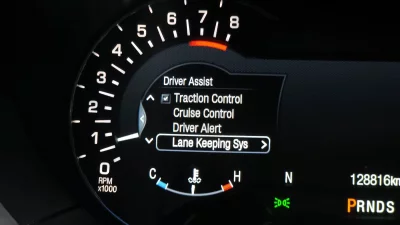 8
7
6
5
4
3
2
1
0
RPM
x1000
Driver Assist
Traction Control
Cruise Control
Driver Alert
Lane Keeping Sys
C H
N 128816km
PRNDS